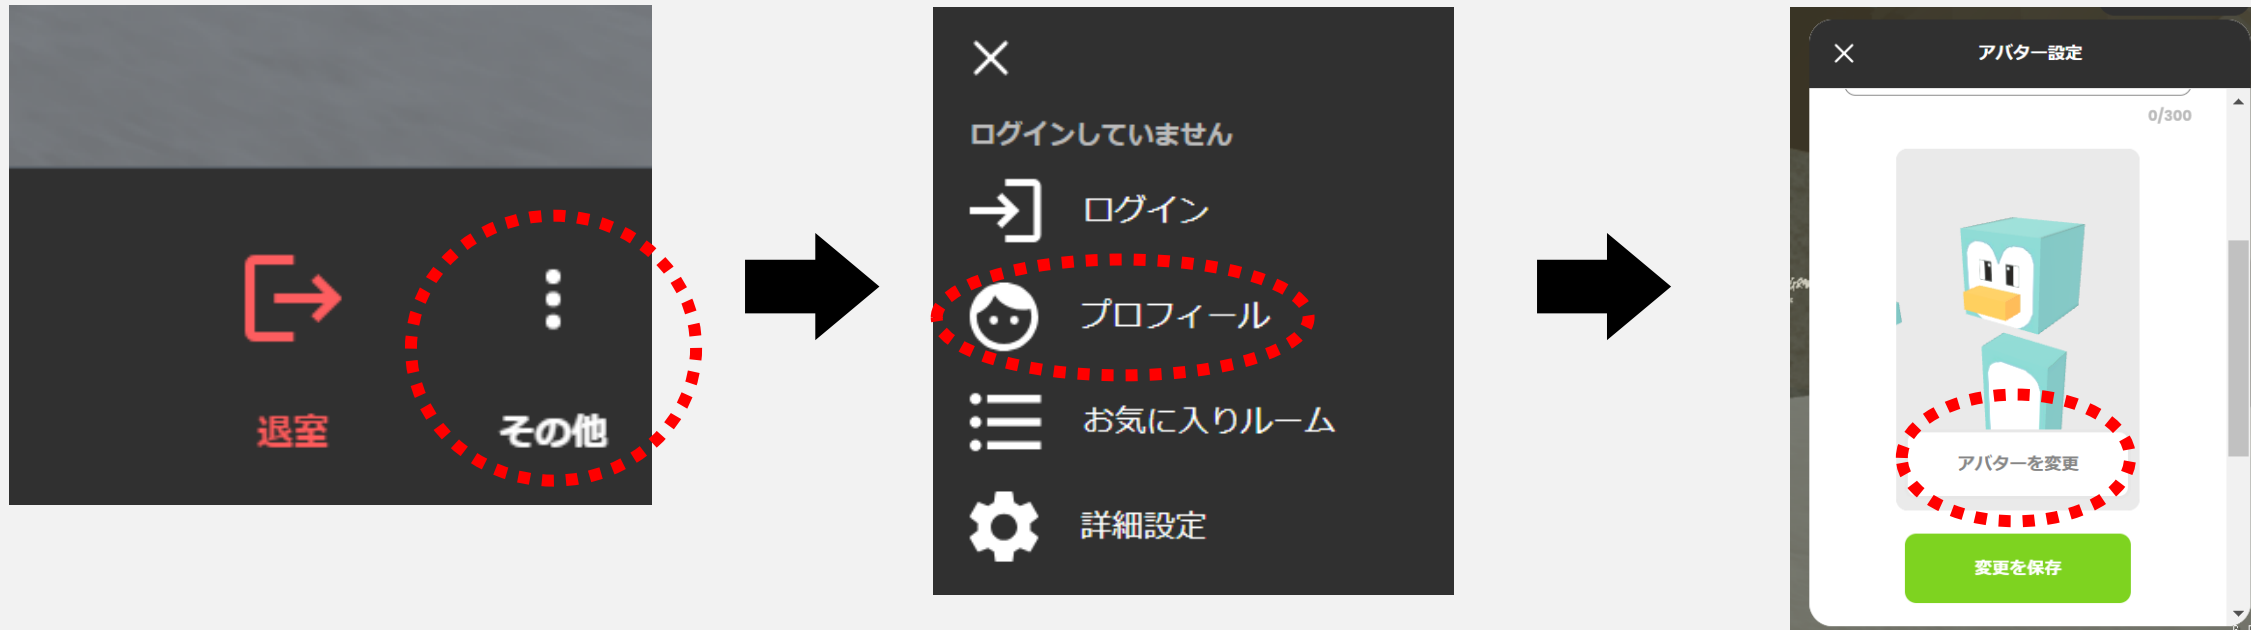 退室
その他
ログインしていません
ログイン
プロフィール
お気に入りルーム
詳細設定
アバター設定
0/300
アバターを変更
変更を保存